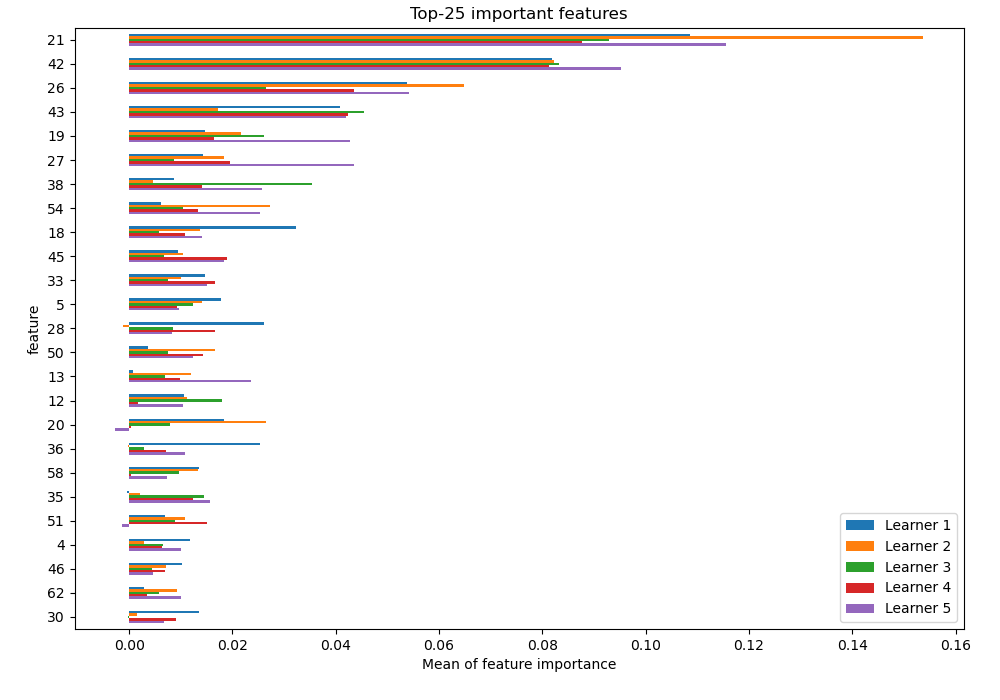 Top-25 important features
feature
21
42
26
43
19
27
38
54
18
45
33
5
28
50
13
12
20
36
58
35
51
4
46
62
30
Learner 1
Learner 2
Learner 3
Learner 4
Learner 5
0.00 0.02 0.04 0.06 0.08 0.10 0.12 0.14 0.16
Mean of feature importance